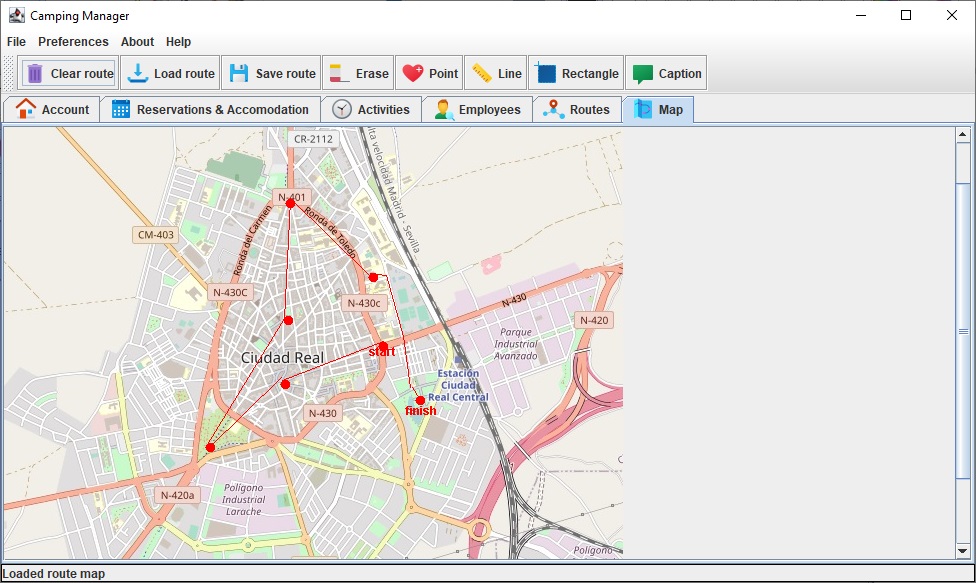 Camping Manager
File Preferences About Help
Clear route Load route Save route Erase Point Line Rectangle Caption
Account Reservations & Accomodation Activities Employees Routes Map
CR-2112
alta velocidad Madrid - Sevilla
N-401
Ronda del Carmen
Ronda de Toledo
CM-403
N-430C
N-430c
N-430
N-420
Parque
Industrial
Avanzado
start
Ciudad Real
Estación
Ciudad
Real Central
finish
N-430
N-420a
Polígono
Industrial
Larache
Polígono
Loaded route map